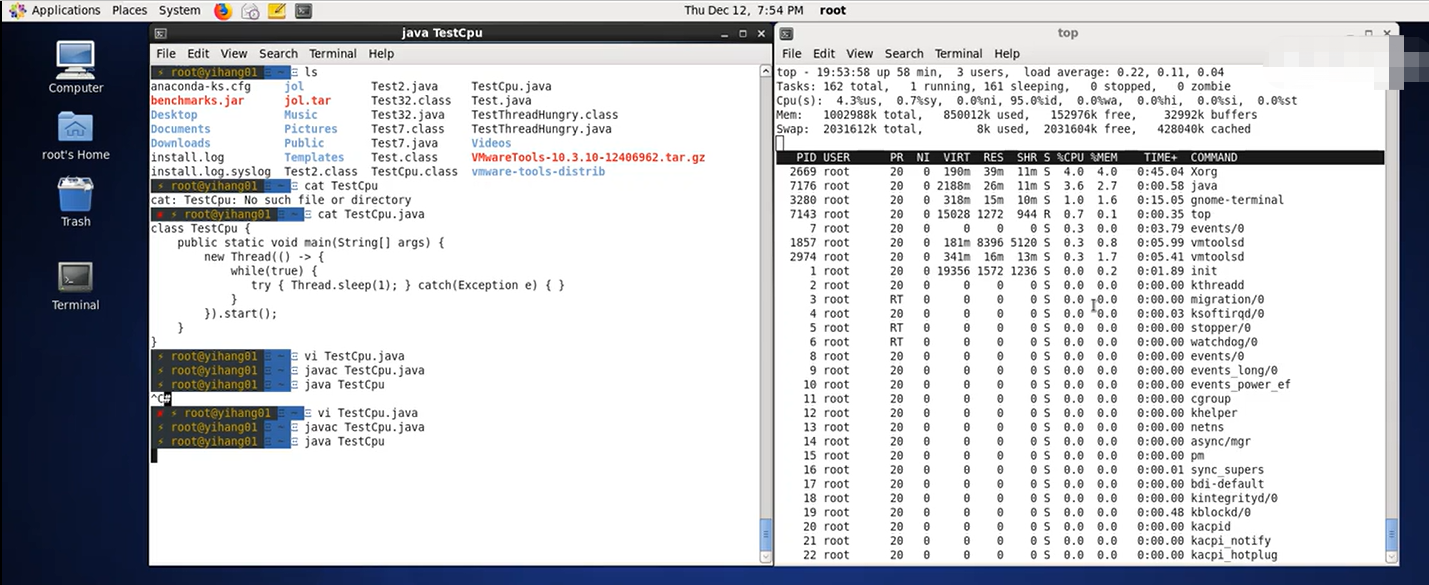 Applications Places System Thu Dec 12, 7:54 PM root
Computer
root's Home
Trash
Terminal
java TestCpu
File Edit View Search Terminal Help
⚡ root@yihang01 ~ ls
anaconda-ks.cfg jol Test2.java TestCpu.java
benchmarks.jar jol.tar Test32.class Test.java
Desktop Music Test32.java TestThreadHungry.class
Documents Pictures Test7.class TestThreadHungry.java
Downloads Public Test7.java Videos
install.log Templates Test.class VMwareTools-10.3.10-12406962.tar.gz
install.log.syslog Test2.class TestCpu.class vmware-tools-distrib
⚡ root@yihang01 ~ cat TestCpu
cat: TestCpu: No such file or directory
⚡ root@yihang01 ~ cat TestCpu.java
class TestCpu {
public static void main(String[] args) {
new Thread(() -> {
while(true) {
try { Thread.sleep(1); } catch(Exception e) { }
}
}).start();
}
}
⚡ root@yihang01 ~ vi TestCpu.java
⚡ root@yihang01 ~ javac TestCpu.java
⚡ root@yihang01 ~ java TestCpu
^C#
⚡ root@yihang01 ~ vi TestCpu.java
⚡ root@yihang01 ~ javac TestCpu.java
⚡ root@yihang01 ~ java TestCpu
top
File Edit View Search Terminal Help
top - 19:53:58 up 58 min, 3 users, load average: 0.22, 0.11, 0.04
Tasks: 162 total, 1 running, 161 sleeping, 0 stopped, 0 zombie
Cpu(s): 4.3%us, 0.7%sy, 0.0%ni, 95.0%id, 0.0%wa, 0.0%hi, 0.0%si, 0.0%st
Mem: 1002988k total, 850012k used, 152976k free, 32992k buffers
Swap: 2031612k total, 8k used, 2031604k free, 428040k cached
PID USER PR NI VIRT RES SHR S %CPU %MEM TIME+ COMMAND
2669 root 20 0 190m 39m 11m S 4.0 4.0 0:45.04 Xorg
7176 root 20 0 2188m 26m 11m S 3.6 2.7 0:00.58 java
3280 root 20 0 318m 15m 10m S 1.0 1.6 0:15.05 gnome-terminal
7143 root 20 0 15028 1272 944 R 0.7 0.1 0:00.35 top
7 root 20 0 0 0 0 S 0.3 0.0 0:03.79 events/0
1857 root 20 0 181m 8396 5120 S 0.3 0.8 0:05.99 vmtoolsd
2974 root 20 0 341m 16m 13m S 0.3 1.7 0:05.41 vmtoolsd
1 root 20 0 19356 1572 1236 S 0.0 0.2 0:01.89 init
2 root 20 0 0 0 0 S 0.0 0.0 0:00.00 kthreadd
3 root RT 0 0 0 0 S 0.0 0.0 0:00.00 migration/0
4 root 20 0 0 0 0 S 0.0 0.0 0:00.03 ksoftirqd/0
5 root RT 0 0 0 0 S 0.0 0.0 0:00.00 stopper/0
6 root RT 0 0 0 0 S 0.0 0.0 0:00.00 watchdog/0
8 root 20 0 0 0 0 S 0.0 0.0 0:00.00 events/0
9 root 20 0 0 0 0 S 0.0 0.0 0:00.00 events_long/0
10 root 20 0 0 0 0 S 0.0 0.0 0:00.00 events_power_ef
11 root 20 0 0 0 0 S 0.0 0.0 0:00.00 cgroup
12 root 20 0 0 0 0 S 0.0 0.0 0:00.00 khelper
13 root 20 0 0 0 0 S 0.0 0.0 0:00.00 netns
14 root 20 0 0 0 0 S 0.0 0.0 0:00.00 async/mgr
15 root 20 0 0 0 0 S 0.0 0.0 0:00.00 pm
16 root 20 0 0 0 0 S 0.0 0.0 0:00.01 sync_supers
17 root 20 0 0 0 0 S 0.0 0.0 0:00.00 bdi-default
18 root 20 0 0 0 0 S 0.0 0.0 0:00.00 kintegrityd/0
19 root 20 0 0 0 0 S 0.0 0.0 0:00.48 kblockd/0
20 root 20 0 0 0 0 S 0.0 0.0 0:00.00 kacpid
21 root 20 0 0 0 0 S 0.0 0.0 0:00.00 kacpi_notify
22 root 20 0 0 0 0 S 0.0 0.0 0:00.00 kacpi_hotplug